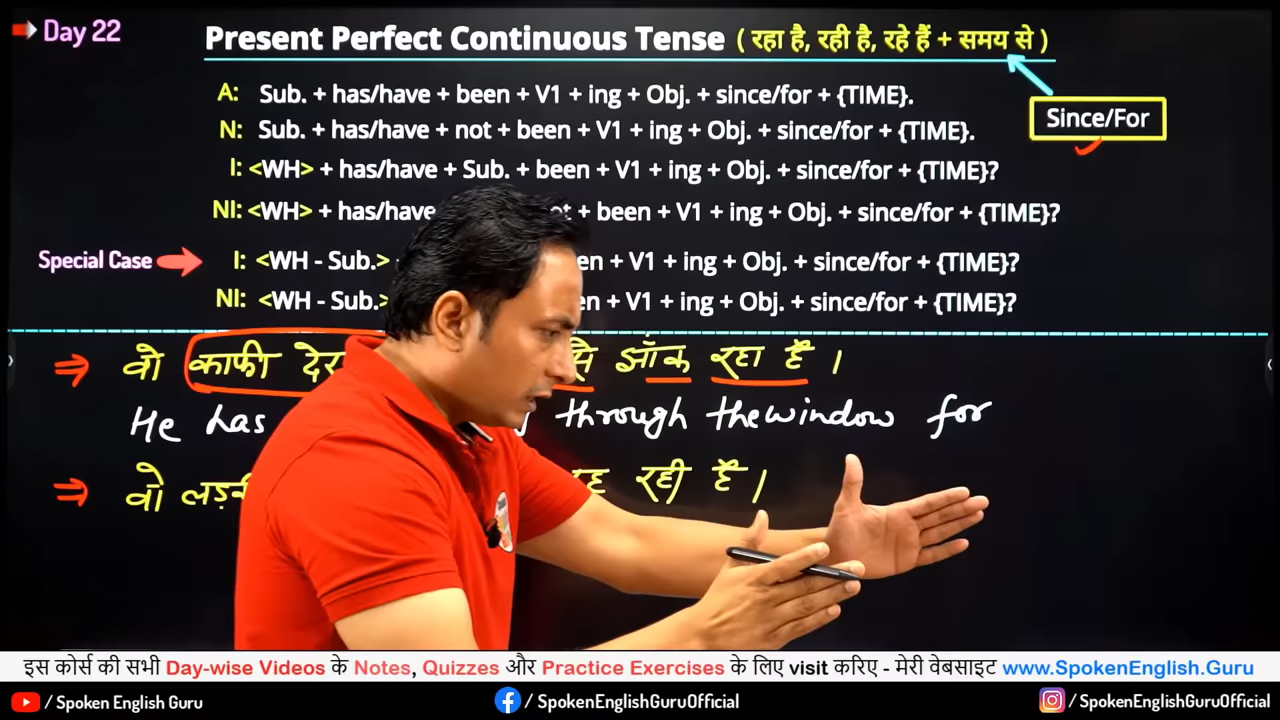 Day 22
Present Perfect Continuous Tense ( रहा है, रही है, रहे हैं + समय से )
A: Sub. + has/have + been + V1 + ing + Obj. + since/for + {TIME}.
Since/For
N: Sub. + has/have + not + been + V1 + ing + Obj. + since/for + {TIME}.
I: <WH> + has/have + Sub. + been + V1 + ing + Obj. + since/for + {TIME}?
NI: <WH> + has/have + been + V1 + ing + Obj. + since/for + {TIME}?
Special Case
I: <WH - Sub.> + V1 + ing + Obj. + since/for + {TIME}?
NI: <WH - Sub.> + V1 + ing + Obj. + since/for + {TIME}?
⇒ वो काफी देर से झाँक रहा है ।
He has through the window for
⇒ वो रही है ।
इस कोर्स की सभी Day-wise Videos के Notes, Quizzes और Practice Exercises के लिए visit करिए - मेरी वेबसाइट www.SpokenEnglish.Guru
/ Spoken English Guru
/ SpokenEnglishGuruOfficial
/ SpokenEnglishGuruOfficial